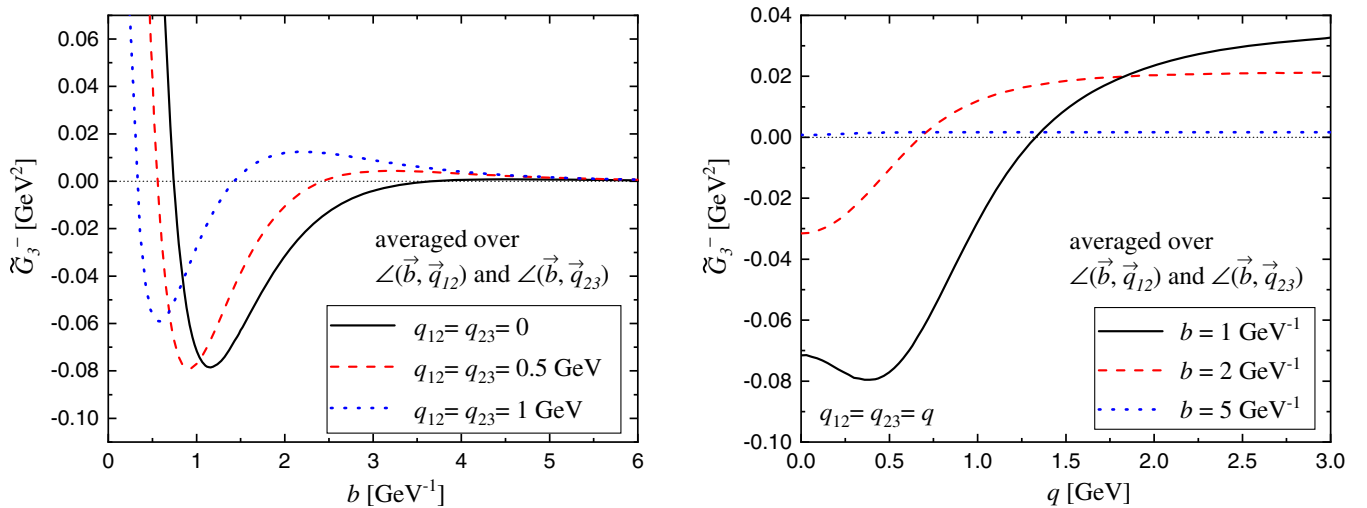 0.06
0.04
0.02
0.00
-0.02
-0.04
-0.06
-0.08
-0.10
G̃₃⁻ [GeV²]
averaged over
∠(b⃗, q⃗₁₂) and ∠(b⃗, q⃗₂₃)
q₁₂= q₂₃= 0
q₁₂= q₂₃= 0.5 GeV
q₁₂= q₂₃= 1 GeV
0 1 2 3 4 5 6
b [GeV⁻¹]
0.04
0.02
0.00
-0.02
-0.04
-0.06
-0.08
-0.10
G̃₃⁻ [GeV²]
averaged over
∠(b⃗, q⃗₁₂) and ∠(b⃗, q⃗₂₃)
b = 1 GeV⁻¹
b = 2 GeV⁻¹
b = 5 GeV⁻¹
q₁₂= q₂₃= q
0.0 0.5 1.0 1.5 2.0 2.5 3.0
q [GeV]